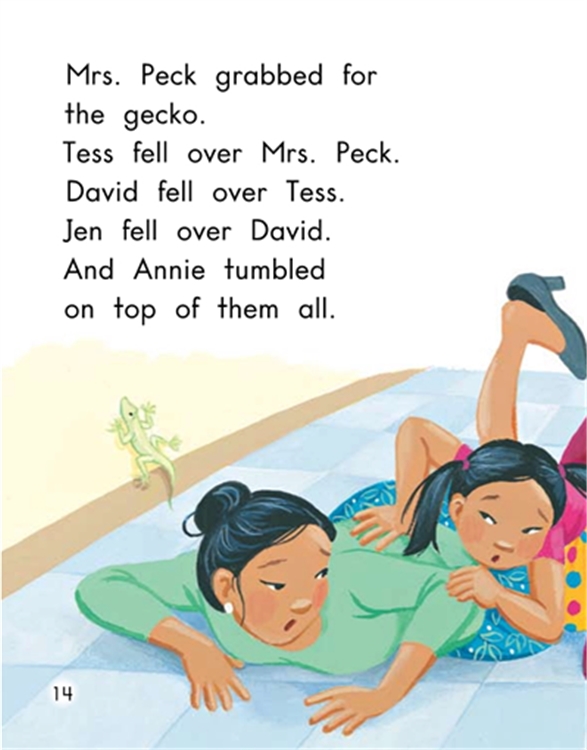 Mrs. Peck grabbed for
the gecko.
Tess fell over Mrs. Peck.
David fell over Tess.
Jen fell over David.
And Annie tumbled
on top of them all.
14